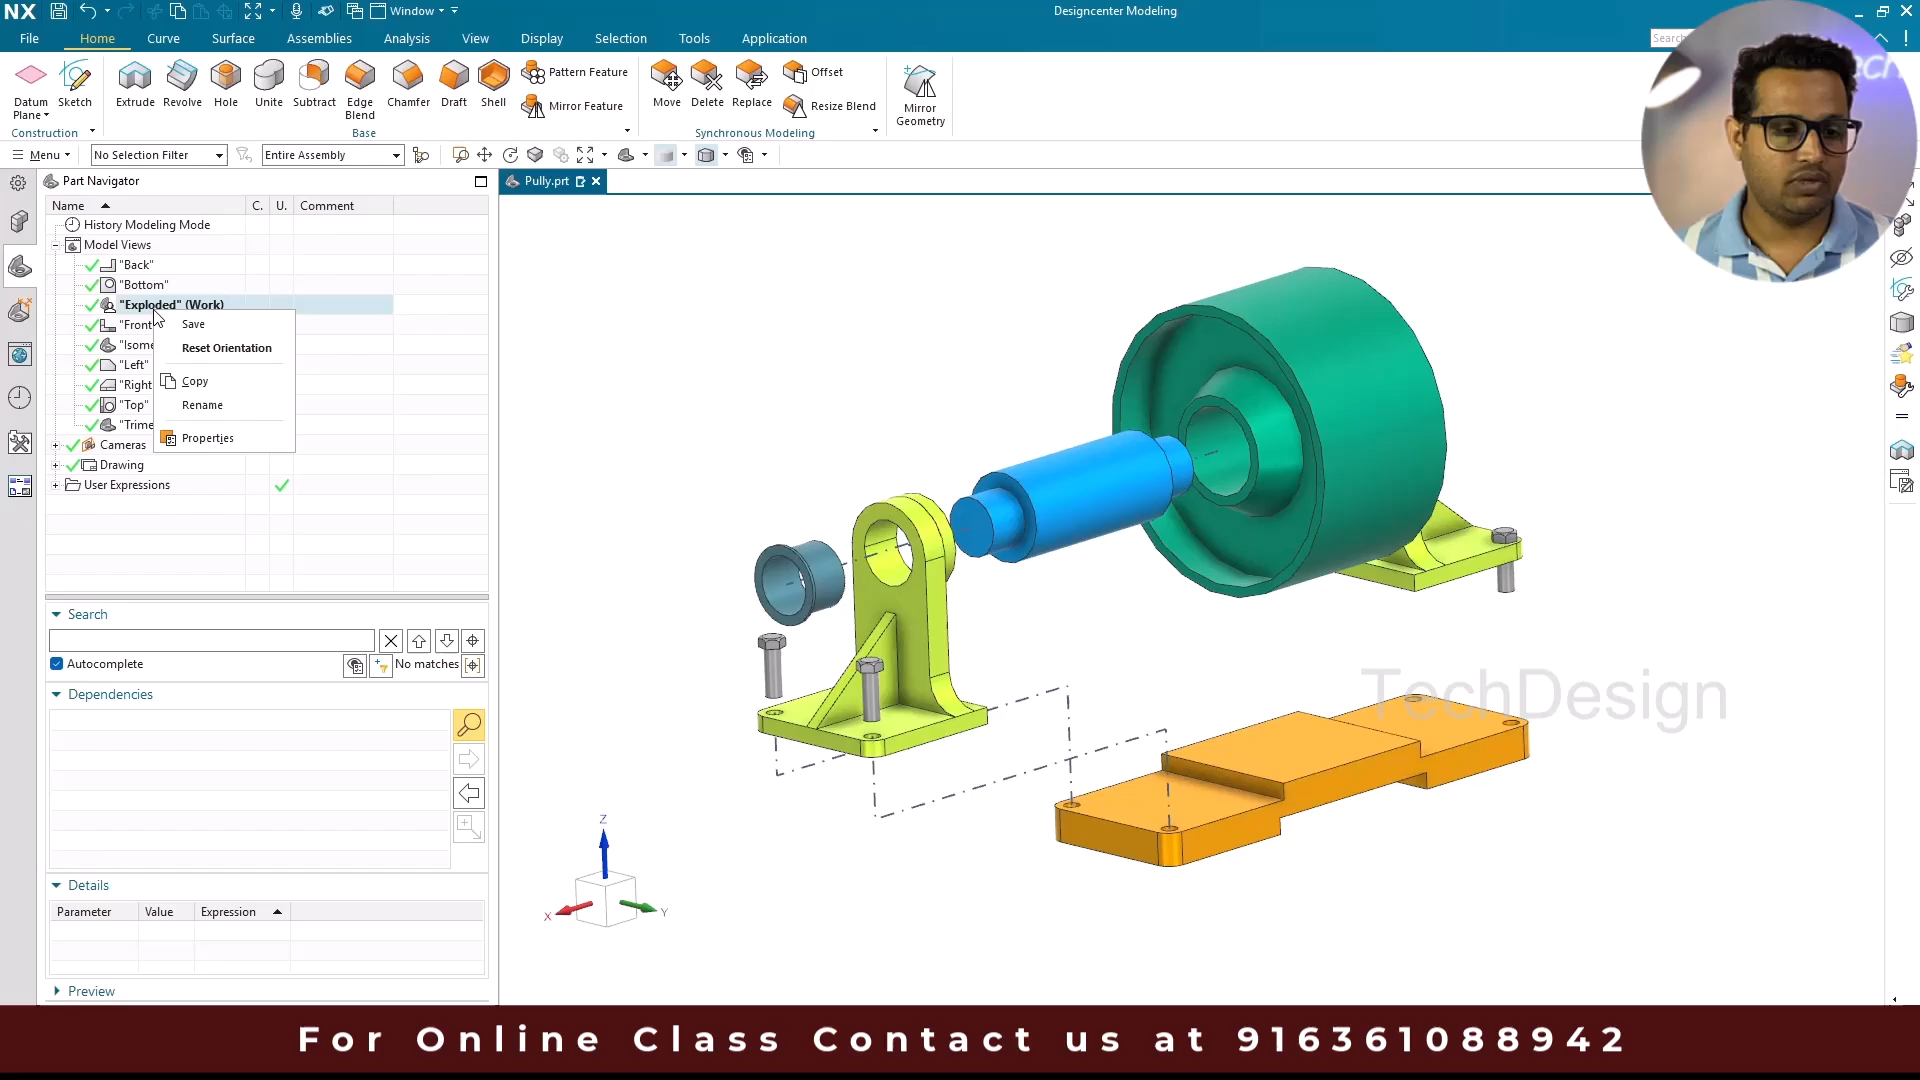 NX
Window
Designcenter Modeling
File
Home
Curve
Surface
Assemblies
Analysis
View
Display
Selection
Tools
Application
Search
Datum Plane
Sketch
Extrude
Revolve
Hole
Unite
Subtract
Edge Blend
Chamfer
Draft
Shell
Pattern Feature
Mirror Feature
Move
Delete
Replace
Offset
Resize Blend
Mirror Geometry
Construction
Base
Synchronous Modeling
Menu
No Selection Filter
Entire Assembly
Part Navigator
Pully.prt
Name
C.
U.
Comment
History Modeling Mode
Model Views
"Back"
"Bottom"
"Exploded" (Work)
"Front
"Isome
"Left"
"Right
"Top"
"Trime
Save
Reset Orientation
Copy
Rename
Properties
Cameras
Drawing
User Expressions
Search
Autocomplete
No matches
Dependencies
Details
Parameter
Value
Expression
Preview
Z
X
Y
TechDesign
For Online Class Contact us at 916361088942